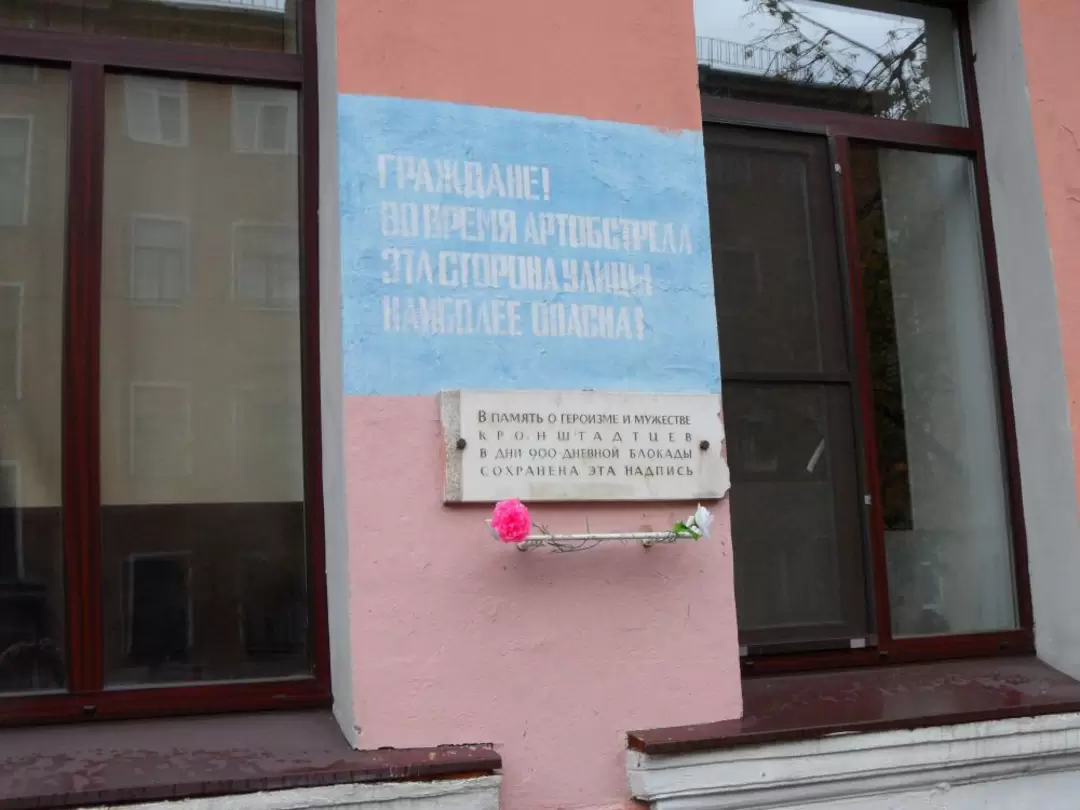 ГРАЖДАНЕ!
ВО ВРЕМЯ АРТОБСТРЕЛА
ЭТА СТОРОНА УЛИЦЫ
НАИБОЛЕЕ ОПАСНА!
В ПАМЯТЬ О ГЕРОИЗМЕ И МУЖЕСТВЕ
КРОНШТАДТЦЕВ
В ДНИ 900 ДНЕВНОЙ БЛОКАДЫ
СОХРАНЕНА ЭТА НАДПИСЬ